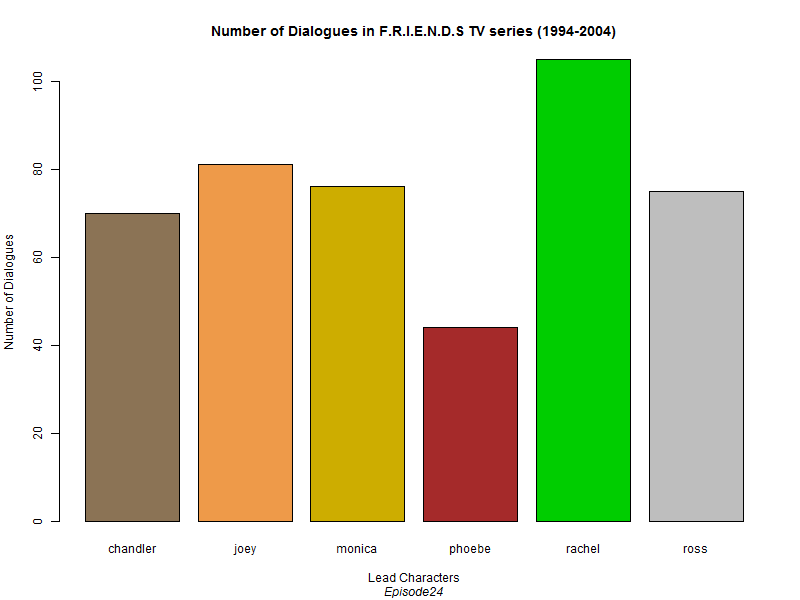 Number of Dialogues in F.R.I.E.N.D.S TV series (1994-2004)
Number of Dialogues
100
80
60
40
20
0
chandler joey monica phoebe rachel ross
Lead Characters
Episode24